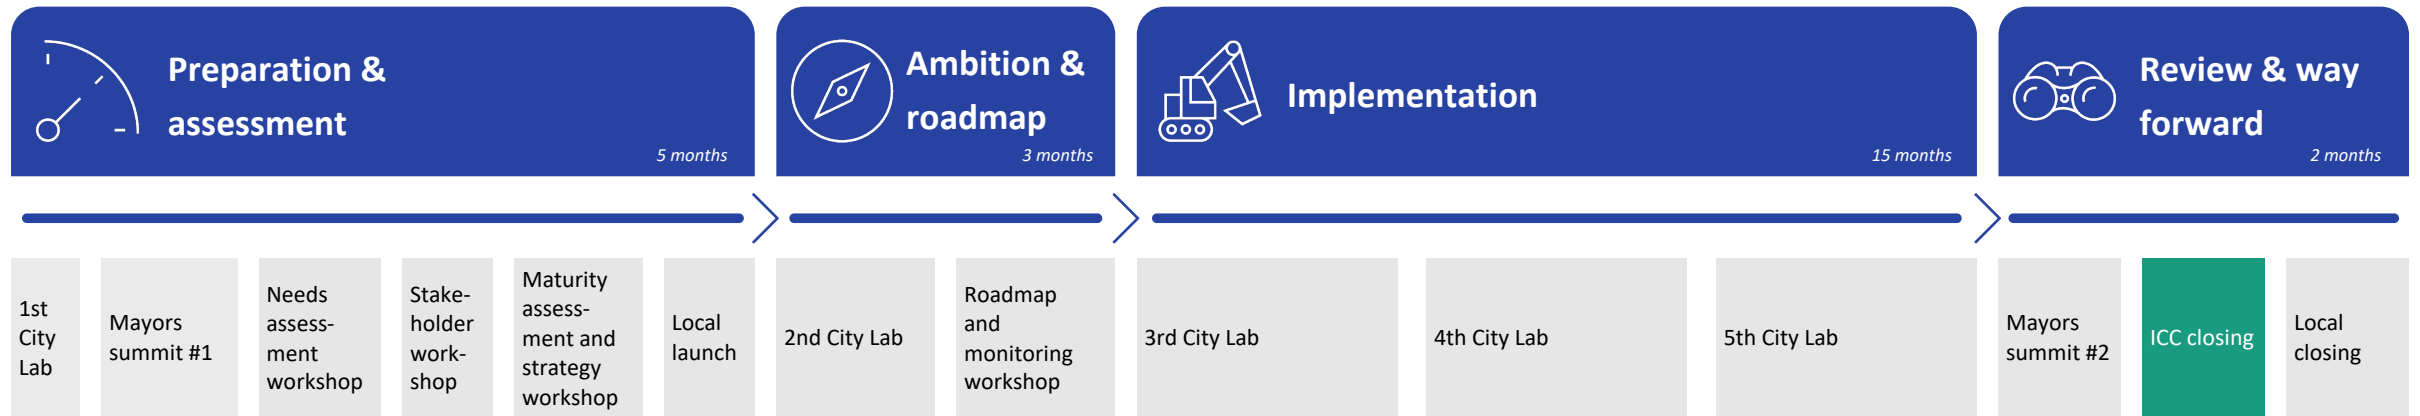 Preparation &
assessment
5 months
Ambition &
roadmap
3 months
Implementation
15 months
Review & way
forward
2 months
1st
City
Lab
Mayors
summit #1
Needs
assess-
ment
workshop
Stake-
holder
work-
shop
Maturity
assess-
ment and
strategy
workshop
Local
launch
2nd City Lab
Roadmap
and
monitoring
workshop
3rd City Lab
4th City Lab
5th City Lab
Mayors
summit #2
ICC closing
Local
closing